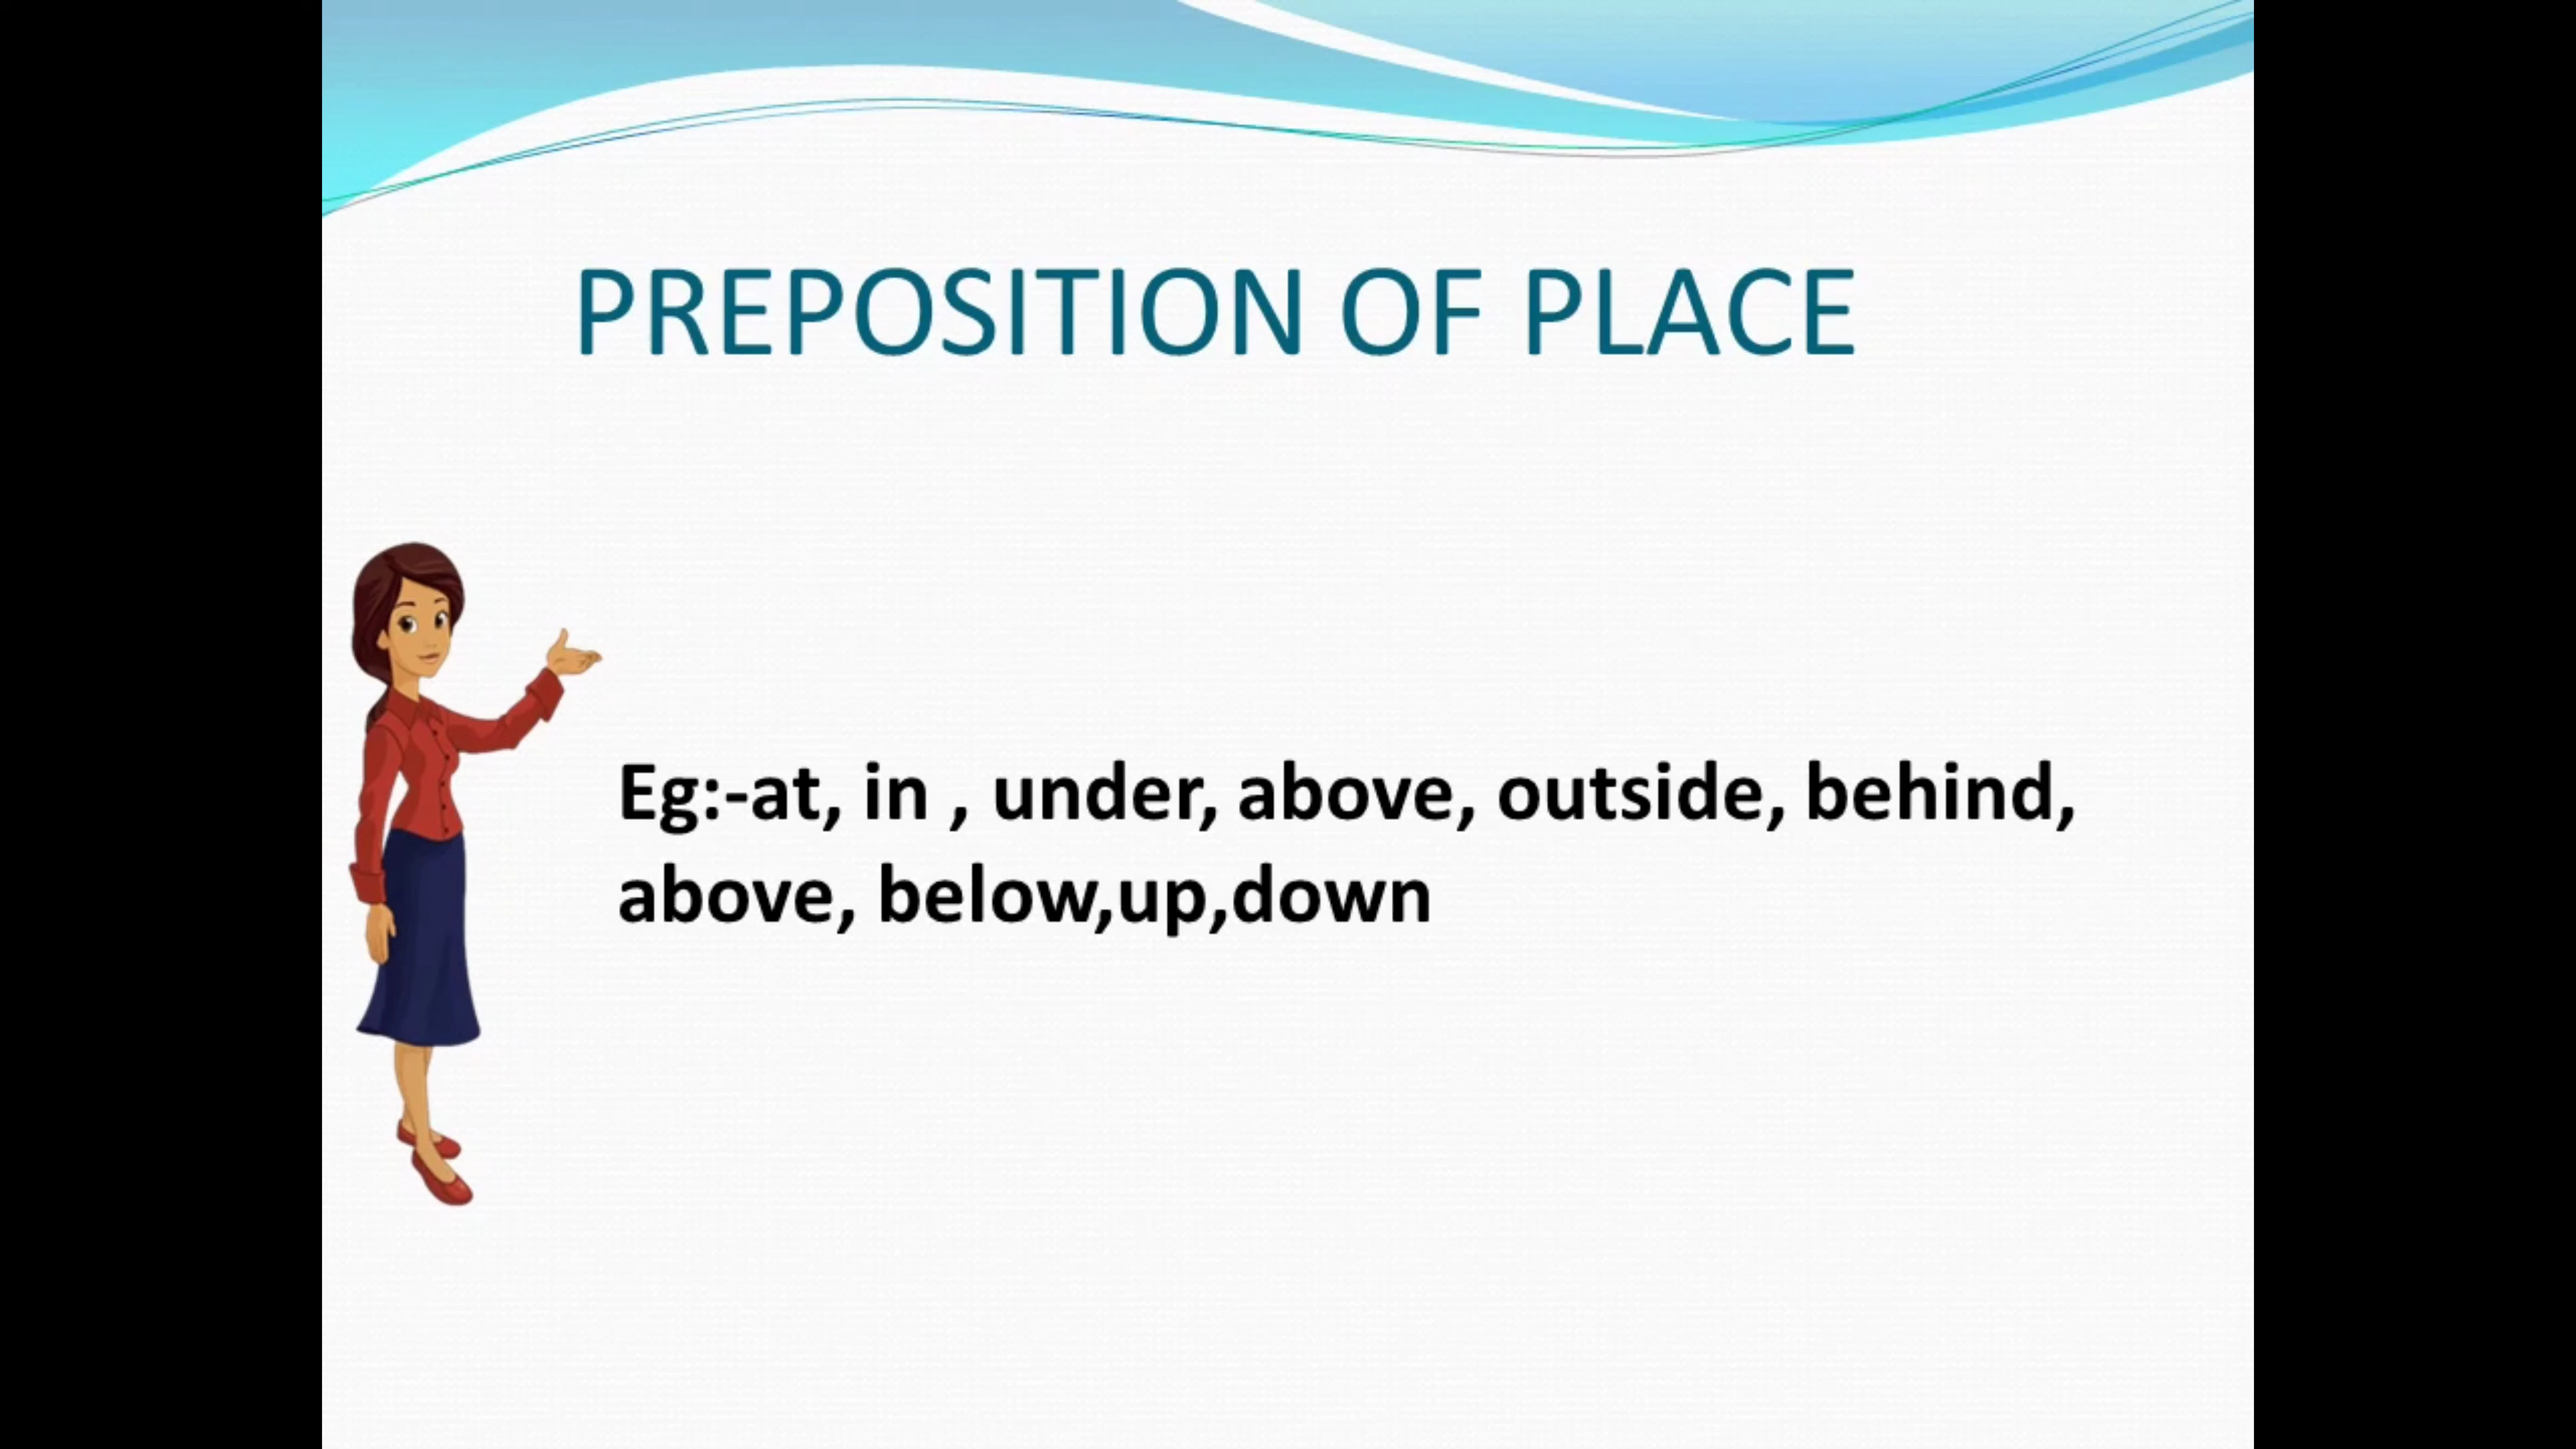 PREPOSITION OF PLACE
Eg:-at, in , under, above, outside, behind,
above, below,up,down